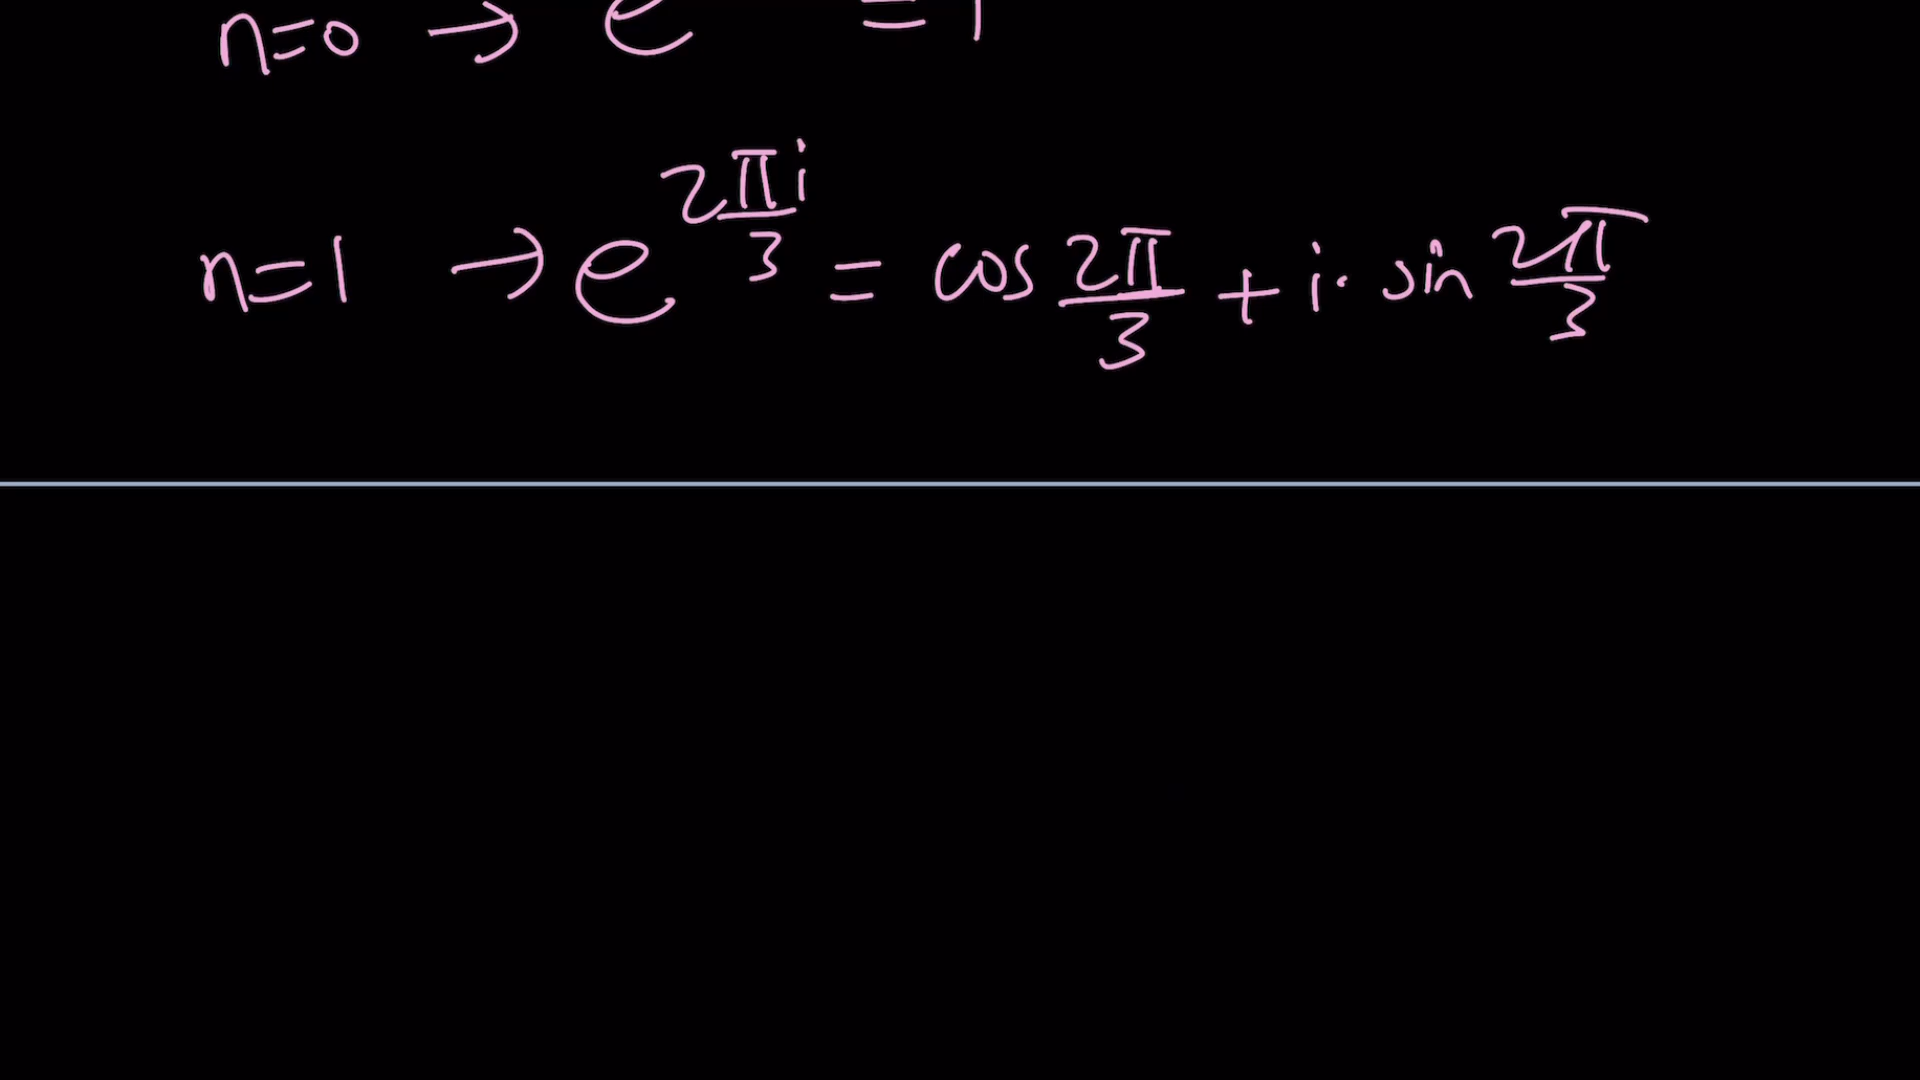 n=0 → e = 1
n=1 → e^(2πi/3) = cos 2π/3 + i· sin 2π/3